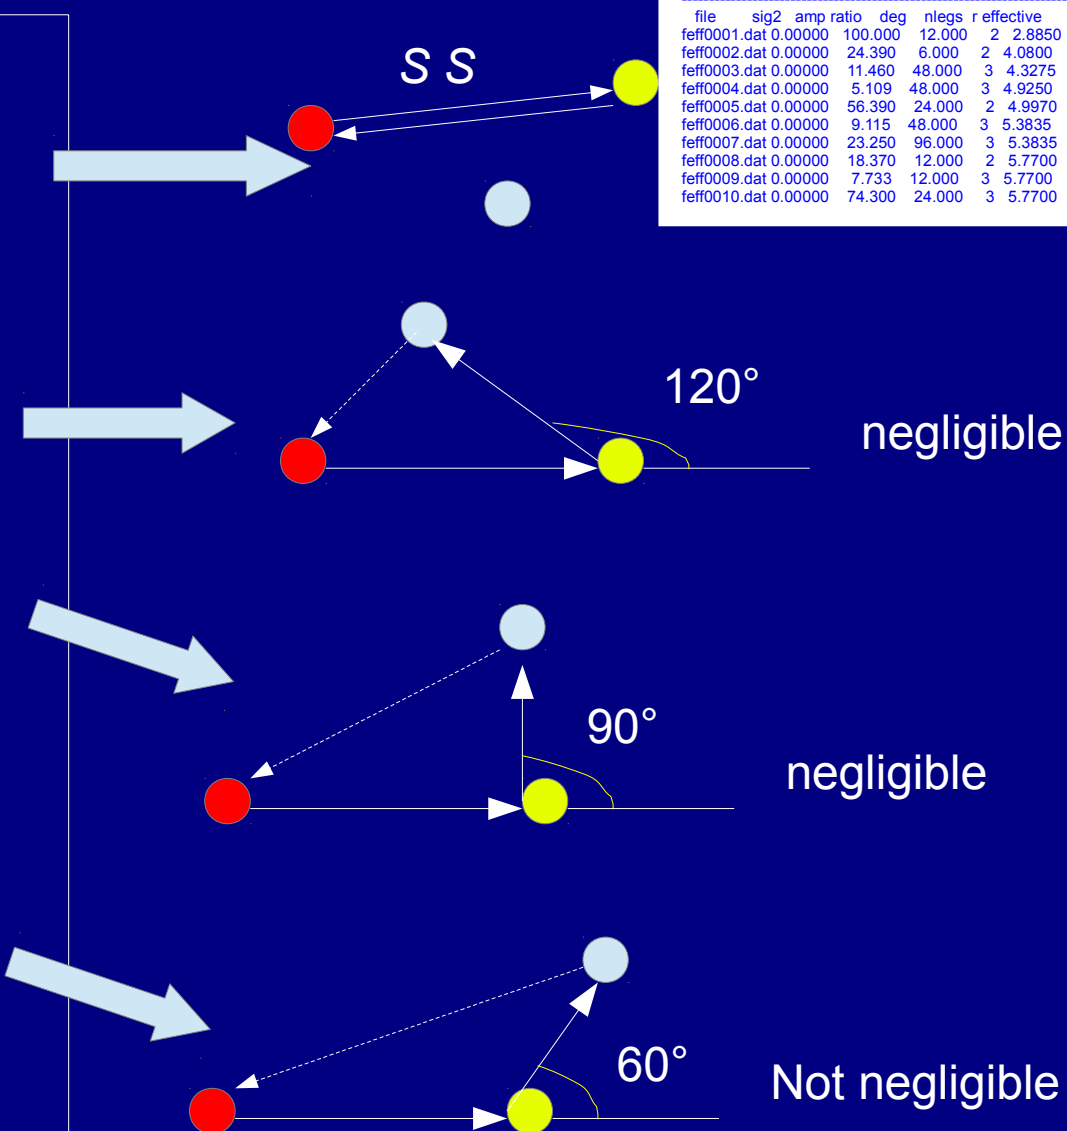 file sig2 amp ratio deg nlegs r effective
feff0001.dat 0.00000 100.000 12.000 2 2.8850
feff0002.dat 0.00000 24.390 6.000 2 4.0800
feff0003.dat 0.00000 11.460 48.000 3 4.3275
feff0004.dat 0.00000 5.109 48.000 3 4.9250
feff0005.dat 0.00000 56.390 24.000 2 4.9970
feff0006.dat 0.00000 9.115 48.000 3 5.3835
feff0007.dat 0.00000 23.250 96.000 3 5.3835
feff0008.dat 0.00000 18.370 12.000 2 5.7700
feff0009.dat 0.00000 7.733 12.000 3 5.7700
feff0010.dat 0.00000 74.300 24.000 3 5.7700
S S
120°
negligible
90°
negligible
60°
Not negligible